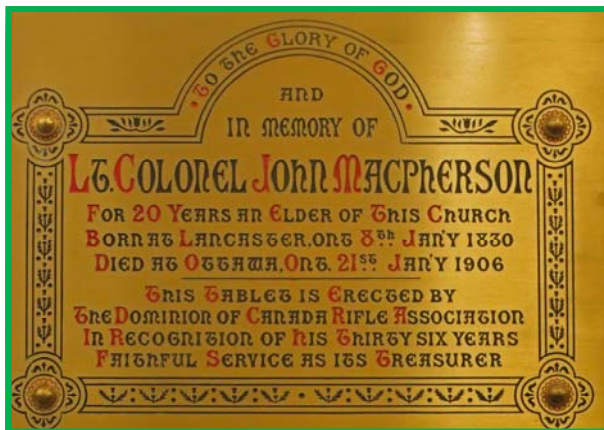 ·To The Glory of God·
AND
IN MEMORY OF
Lt. Colonel John Macpherson
For 20 Years an Elder of This Church
Born at Lancaster, Ont 8th Jan'y 1830
Died at Ottawa, Ont. 21st Jan'y 1906
This Tablet is Erected by
The Dominion of Canada Rifle Association
In Recognition of his Thirty Six Years
Faithful Service as its Treasurer